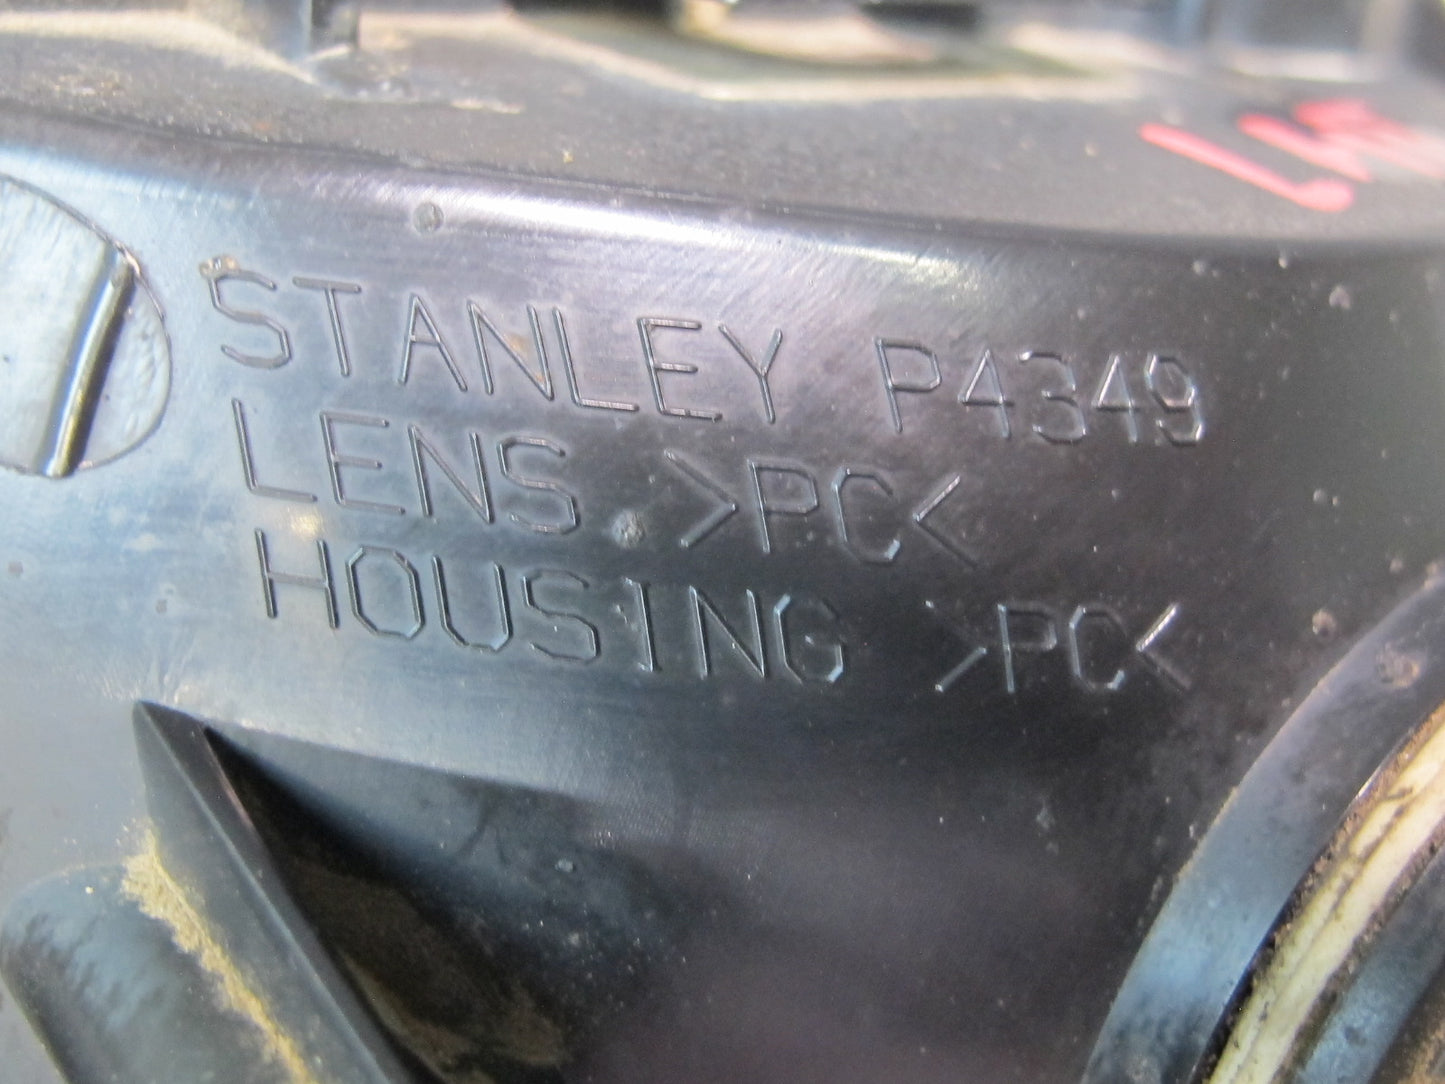 STANLEY P4349
LENS >PC<
HOUSING >PC<